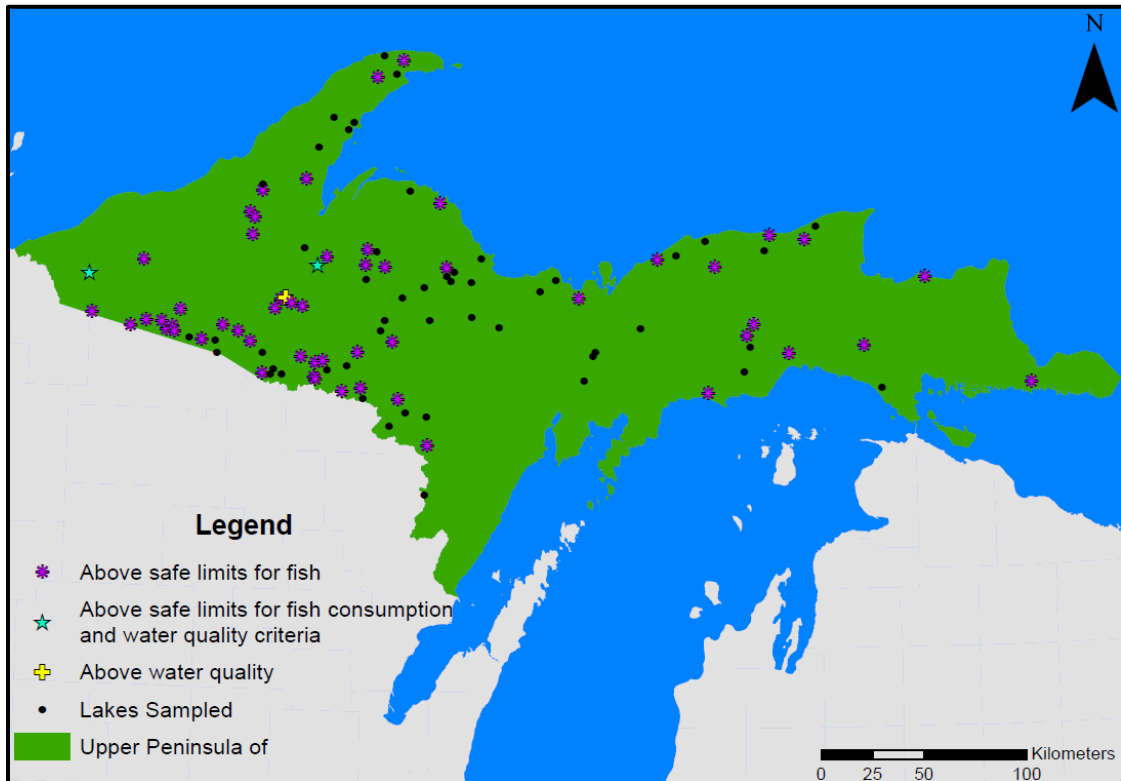 N
Legend
Above safe limits for fish
Above safe limits for fish consumption
and water quality criteria
Above water quality
Lakes Sampled
Upper Peninsula of
Kilometers
0 25 50 100